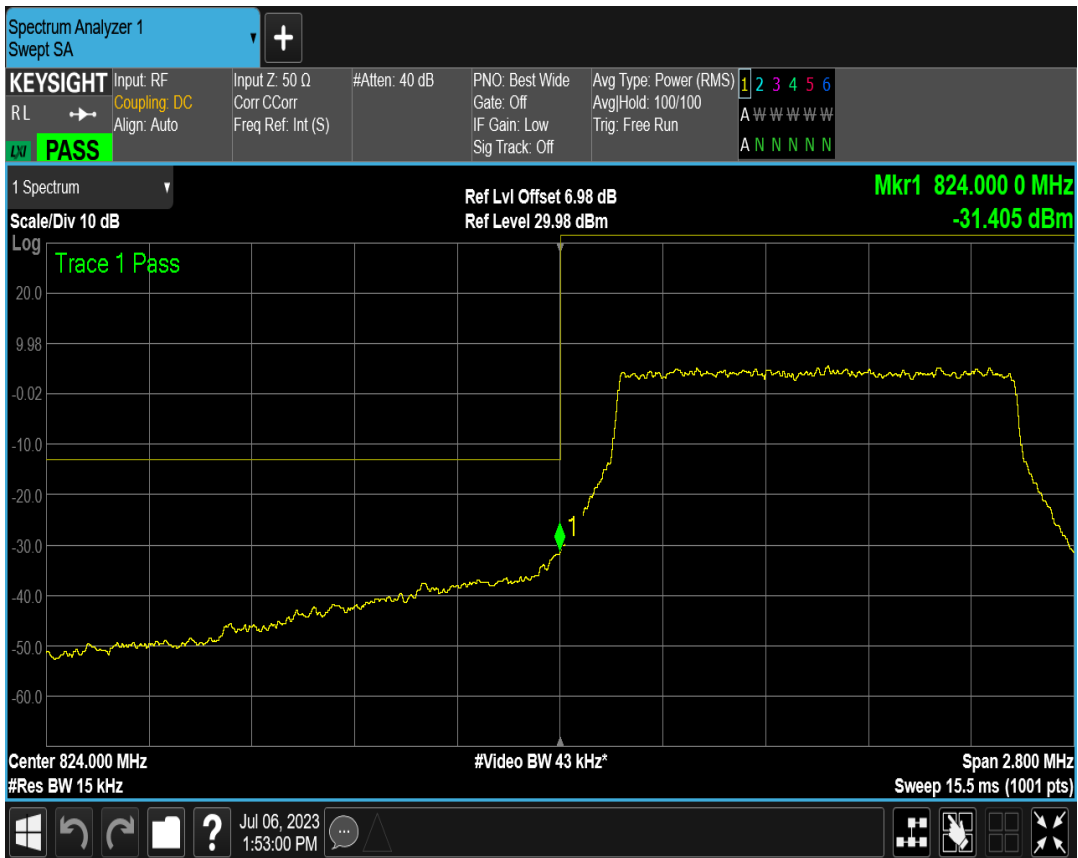 Spectrum Analyzer 1
Swept SA
+
KEYSIGHT
RL
LXI PASS
Input: RF
Coupling: DC
Align: Auto
Input Z: 50 Ω
Corr CCorr
Freq Ref: Int (S)
#Atten: 40 dB
PNO: Best Wide
Gate: Off
IF Gain: Low
Sig Track: Off
Avg Type: Power (RMS)
Avg|Hold: 100/100
Trig: Free Run
1 2 3 4 5 6
A W W W W W
A N N N N N
1 Spectrum
Scale/Div 10 dB
Ref Lvl Offset 6.98 dB
Ref Level 29.98 dBm
Mkr1 824.000 0 MHz
-31.405 dBm
Log
Trace 1 Pass
20.0
9.98
-0.02
-10.0
-20.0
-30.0
-40.0
-50.0
-60.0
1
Center 824.000 MHz
#Res BW 15 kHz
#Video BW 43 kHz*
Span 2.800 MHz
Sweep 15.5 ms (1001 pts)
?
Jul 06, 2023
1:53:00 PM